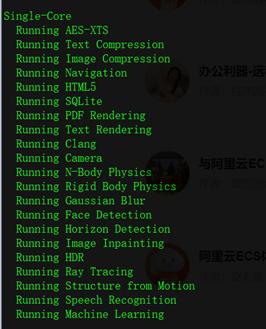 Single-Core
Running AES-XTS
Running Text Compression
Running Image Compression
Running Navigation
Running HTML5
Running SQLite
Running PDF Rendering
Running Text Rendering
Running Clang
Running Camera
Running N-Body Physics
Running Rigid Body Physics
Running Gaussian Blur
Running Face Detection
Running Horizon Detection
Running Image Inpainting
Running HDR
Running Ray Tracing
Running Structure from Motion
Running Speech Recognition
Running Machine Learning
办公利器-远
与阿里云EC
阿里云ECS